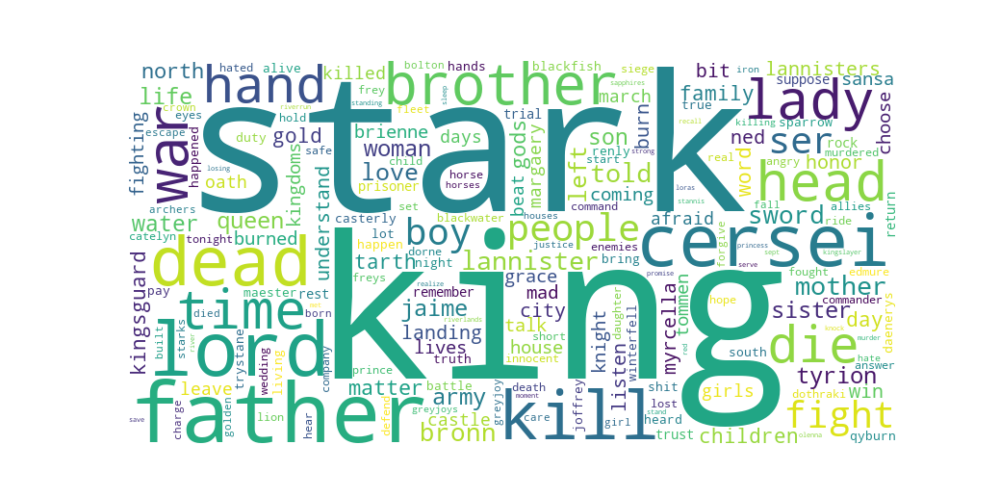 north
hated
alive
bolton
hands
blackfish
siege
sapphires
iron
bit
lannisters
life
hand
killed
brother
frey
sleep
march
family
suppose
sansa
lady
crown
riverrun
standing
fleet
trial
true
eyes
hold
stark
burn
killing
sparrow
choose
escape
duty
gold
brienne
days
beat
gods
margaery
son
ned
recall
strong
ser
rock
murdered
fighting
war
happened
losing
oath
safe
woman
child
renly
start
left
told
word
real
angry
honor
love
horse
horses
prisoner
coming
loras
stannis
head
archers
kingdoms
set
command
sword
fall
allies
return
water
queen
casterly
blackwater
houses
people
afraid
ride
catelyn
tonight
understand
lot
boy
justice
enemies
cersei
forgive
princess
sept
kingslayer
burned
happen
dorne
night
bring
serve
kingsguard
dead
tarth
lannister
promise
fought
edmure
maester
rest
freys
grace
mad
remember
king
mother
hope
commander
daenerys
pay
died
born
realize
riverlands
jaime
city
myrcella
tommen
sister
day
time
landing
talk
short
knight
daughter
winterfell
red
south
knock
murder
built
starks
river
trystane
wedding
living
company
lives
truth
house
innocent
listen
die
hate
answer
lord
prince
matter
battle
death
moment
joffrey
shit
girls
tyrion
win
leave
lion
army
greyjoy
care
girl
lost
stand
heard
dothraki
fight
save
father
charge
golden
hear
defend
greyjoys
castle
bronn
kill
trust
children
olenna
qyburn